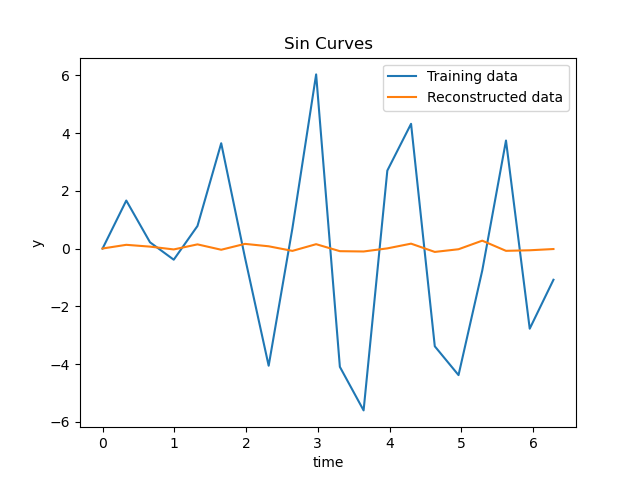 Sin Curves
Training data
Reconstructed data
6
4
2
0
−2
−4
−6
y
0 1 2 3 4 5 6
time